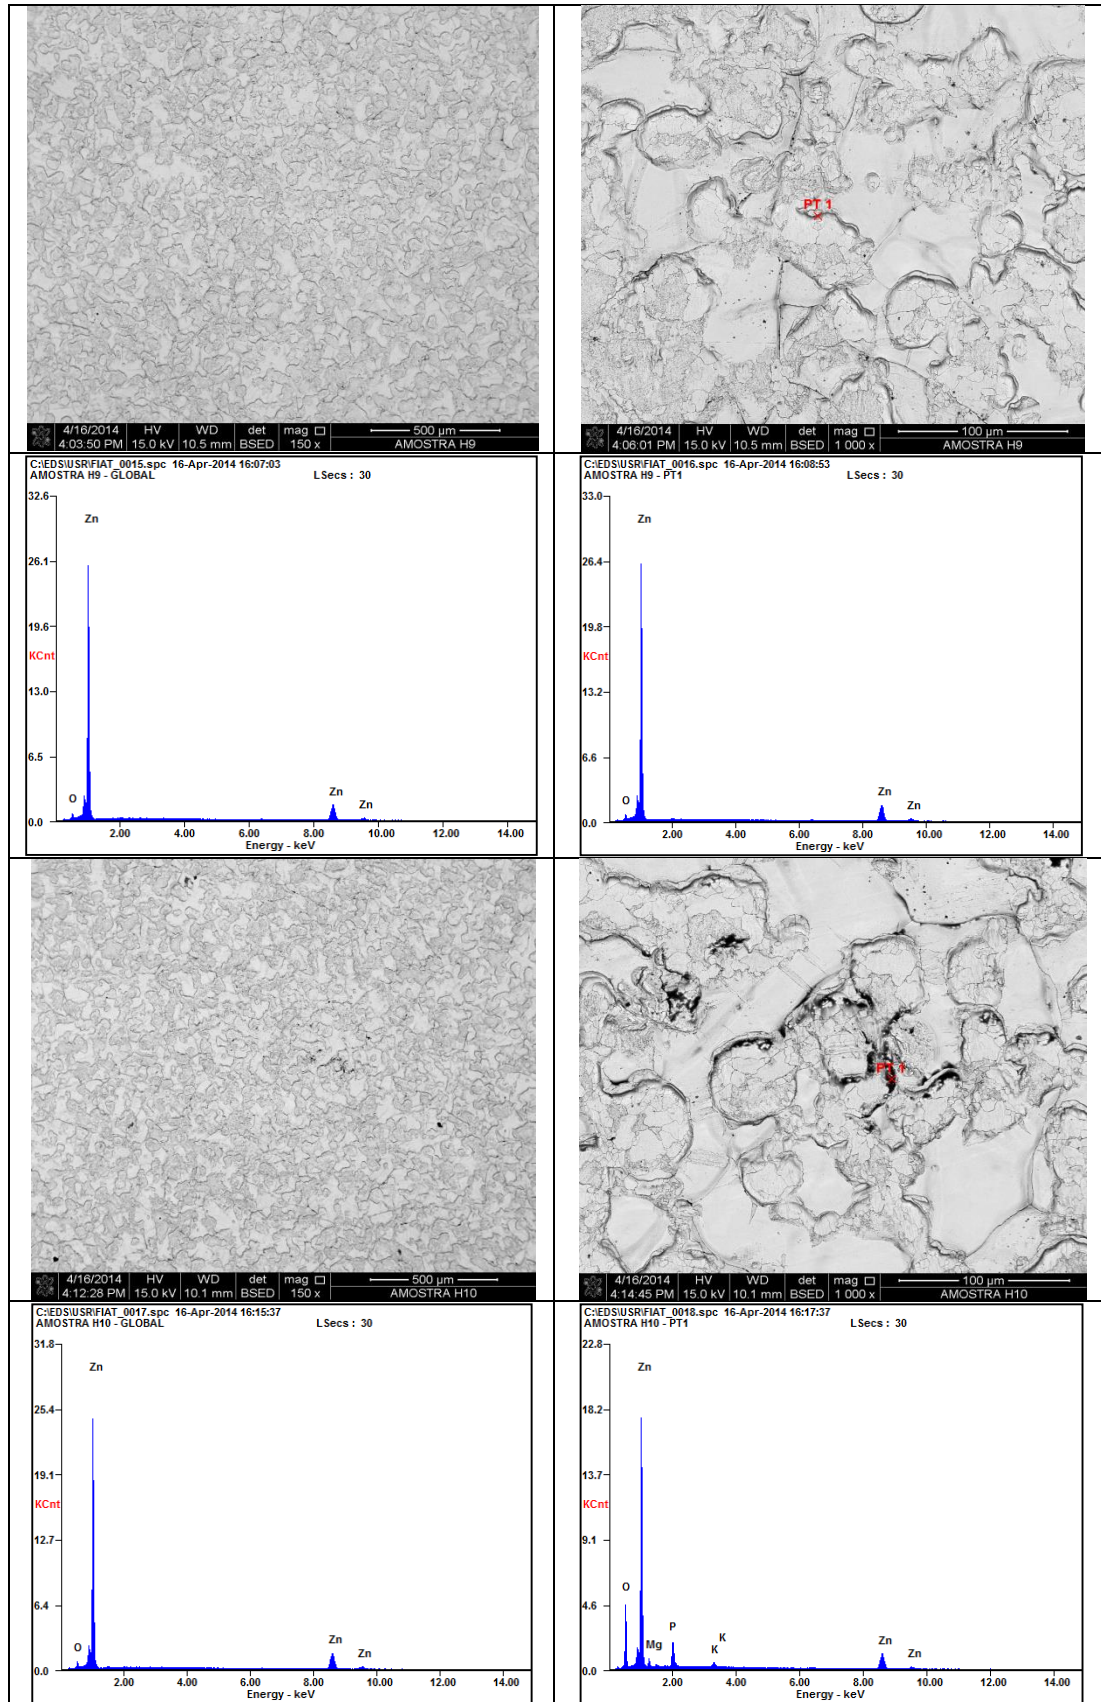 PT 1
4/16/2014 HV WD det mag □ 500 µm
4:03:50 PM 15.0 kV 10.5 mm BSED 150 x AMOSTRA H9
4/16/2014 HV WD det mag □ 100 µm
4:06:01 PM 15.0 kV 10.5 mm BSED 1 000 x AMOSTRA H9
C:\EDS\USR\FIAT_0015.spc 16-Apr-2014 16:07:03
AMOSTRA H9 - GLOBAL LSecs : 30
32.6
Zn
26.1
19.6
KCnt
13.0
6.5
O Zn Zn
0.0
2.00 4.00 6.00 8.00 10.00 12.00 14.00
Energy - keV
C:\EDS\USR\FIAT_0016.spc 16-Apr-2014 16:08:53
AMOSTRA H9 - PT1 LSecs : 30
33.0
Zn
26.4
19.8
KCnt
13.2
6.6
O Zn Zn
0.0
2.00 4.00 6.00 8.00 10.00 12.00 14.00
Energy - keV
PT 1
4/16/2014 HV WD det mag □ 500 µm
4:12:28 PM 15.0 kV 10.1 mm BSED 150 x AMOSTRA H10
4/16/2014 HV WD det mag □ 100 µm
4:14:45 PM 15.0 kV 10.1 mm BSED 1 000 x AMOSTRA H10
C:\EDS\USR\FIAT_0017.spc 16-Apr-2014 16:15:37
AMOSTRA H10 - GLOBAL LSecs : 30
31.8
Zn
25.4
19.1
KCnt
12.7
6.4
O Zn Zn
0.0
2.00 4.00 6.00 8.00 10.00 12.00 14.00
Energy - keV
C:\EDS\USR\FIAT_0018.spc 16-Apr-2014 16:17:37
AMOSTRA H10 - PT1 LSecs : 30
22.8
Zn
18.2
13.7
KCnt
9.1
O
4.6
P K
Mg K Zn Zn
0.0
2.00 4.00 6.00 8.00 10.00 12.00 14.00
Energy - keV